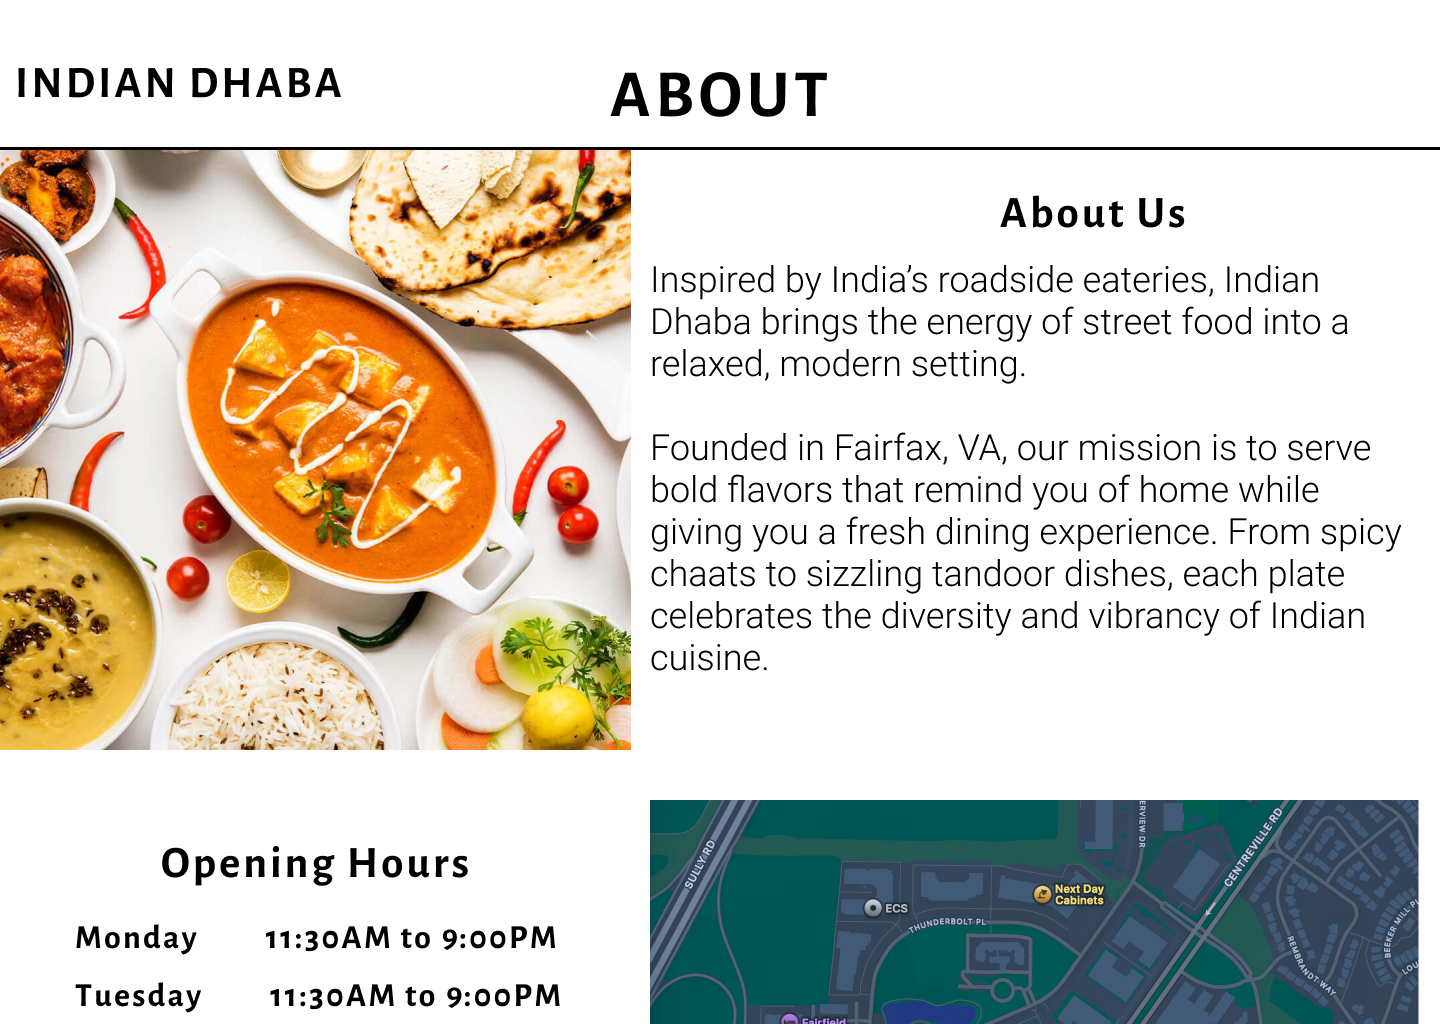 INDIAN DHABA
ABOUT
About Us
Inspired by India’s roadside eateries, Indian
Dhaba brings the energy of street food into a
relaxed, modern setting.
Founded in Fairfax, VA, our mission is to serve
bold flavors that remind you of home while
giving you a fresh dining experience. From spicy
chaats to sizzling tandoor dishes, each plate
celebrates the diversity and vibrancy of Indian
cuisine.
Opening Hours
Monday 11:30AM to 9:00PM
Tuesday 11:30AM to 9:00PM
SULLY RD
ERVIEW DR
CENTREVILLE RD
Next Day
Cabinets
ECS
THUNDERBOLT PL
REMBRANDT WAY
BEEKER MILL PL
LOU
Fairfield